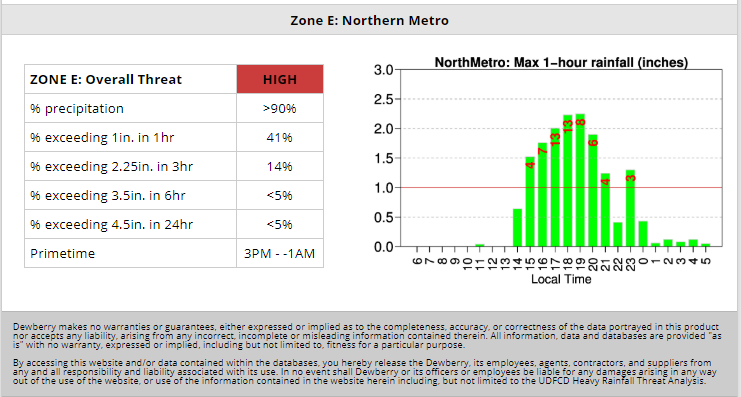 Zone E: Northern Metro
ZONE E: Overall Threat HIGH
% precipitation >90%
% exceeding 1in. in 1hr 41%
% exceeding 2.25in. in 3hr 14%
% exceeding 3.5in. in 6hr <5%
% exceeding 4.5in. in 24hr <5%
Primetime 3PM - -1AM
NorthMetro: Max 1-hour rainfall (inches)
3.0
2.5
2.0
1.5
1.0
0.5
0.0
4 7 13 13 8 6 4 3
6 7 8 9 10 11 12 13 14 15 16 17 18 19 20 21 22 23 0 1 2 3 4 5
Local Time
Dewberry makes no warranties or guarantees, either expressed or implied as to the completeness, accuracy, or correctness of the data portrayed in this product
nor accepts any liability, arising from any incorrect, incomplete or misleading information contained therein. All information, data and databases are provided "as
is" with no warranty, expressed or implied, including but not limited to, fitness for a particular purpose.
By accessing this website and/or data contained within the databases, you hereby release the Dewberry, its employees, agents, contractors, and suppliers from
any and all responsibility and liability associated with its use. In no event shall Dewberry or its officers or employees be liable for any damages arising in any way
out of the use of the website, or use of the information contained in the website herein including, but not limited to the UDFCD Heavy Rainfall Threat Analysis.